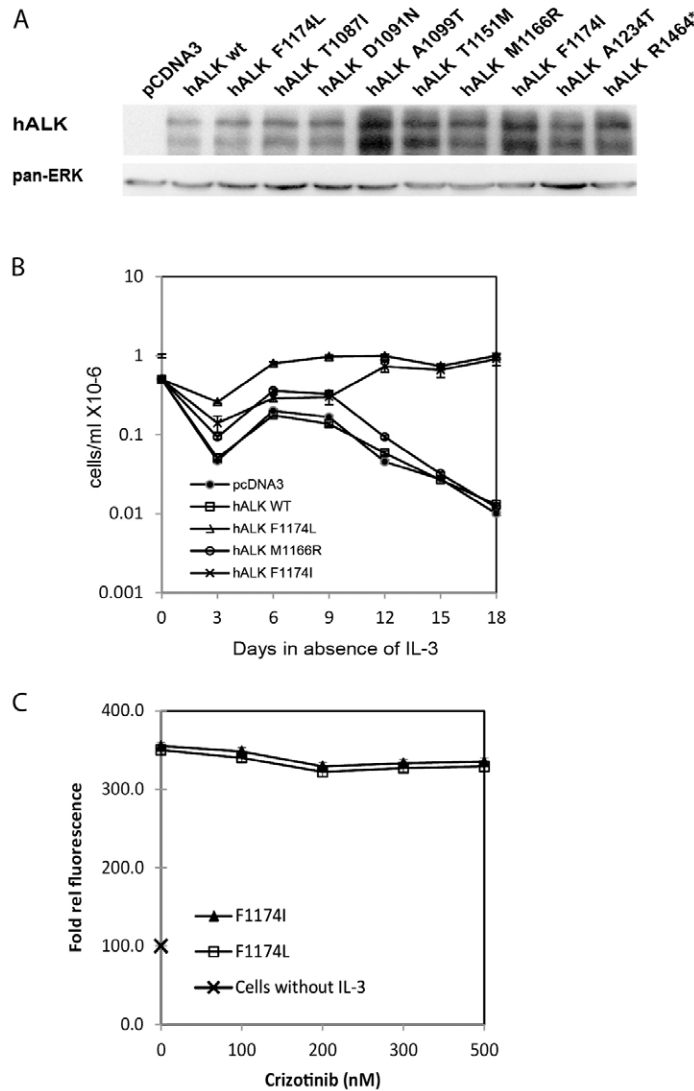 A
pCDNA3
hALK wt
hALK F1174L
hALK T1087I
hALK D1091N
hALK A1099T
hALK T1151M
hALK M1166R
hALK F1174I
hALK A1234T
hALK R1464*
hALK
pan-ERK
B
10
1
0.1
0.01
0.001
cells/ml X10-6
pcDNA3
hALK WT
hALK F1174L
hALK M1166R
hALK F1174I
0 3 6 9 12 15 18
Days in absence of IL-3
C
400.0
300.0
200.0
100.0
0.0
Fold rel fluorescence
F1174I
F1174L
Cells without IL-3
0 100 200 300 500
Crizotinib (nM)